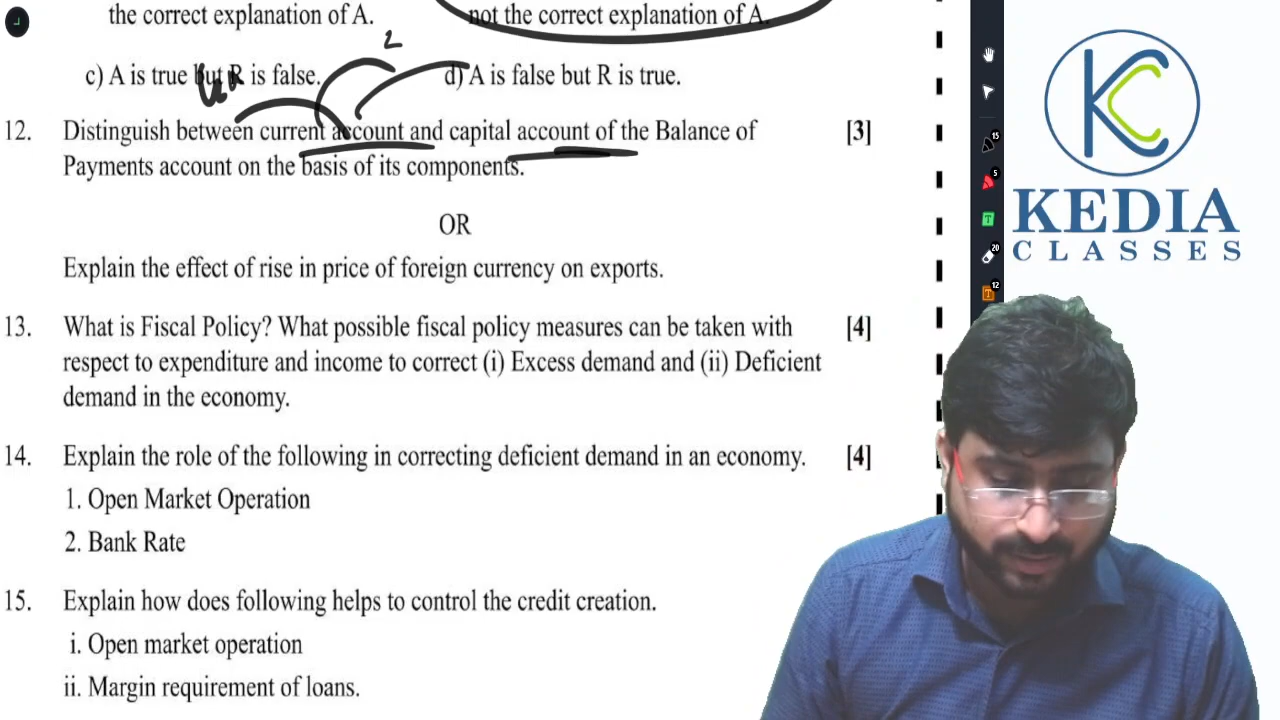 the correct explanation of A.
not the correct explanation of A.
2
c) A is true but R is false.
d) A is false but R is true.
12. Distinguish between current account and capital account of the Balance of [3]
Payments account on the basis of its components.
OR
Explain the effect of rise in price of foreign currency on exports.
13. What is Fiscal Policy? What possible fiscal policy measures can be taken with [4]
respect to expenditure and income to correct (i) Excess demand and (ii) Deficient
demand in the economy.
14. Explain the role of the following in correcting deficient demand in an economy. [4]
1. Open Market Operation
2. Bank Rate
15. Explain how does following helps to control the credit creation.
i. Open market operation
ii. Margin requirement of loans.
15
5
T
20
T 12
KC
KEDIA
CLASSES